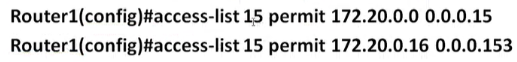 Router1(config)#access-list 15 permit 172.20.0.0 0.0.0.15
Router1(config)#access-list 15 permit 172.20.0.16 0.0.0.153